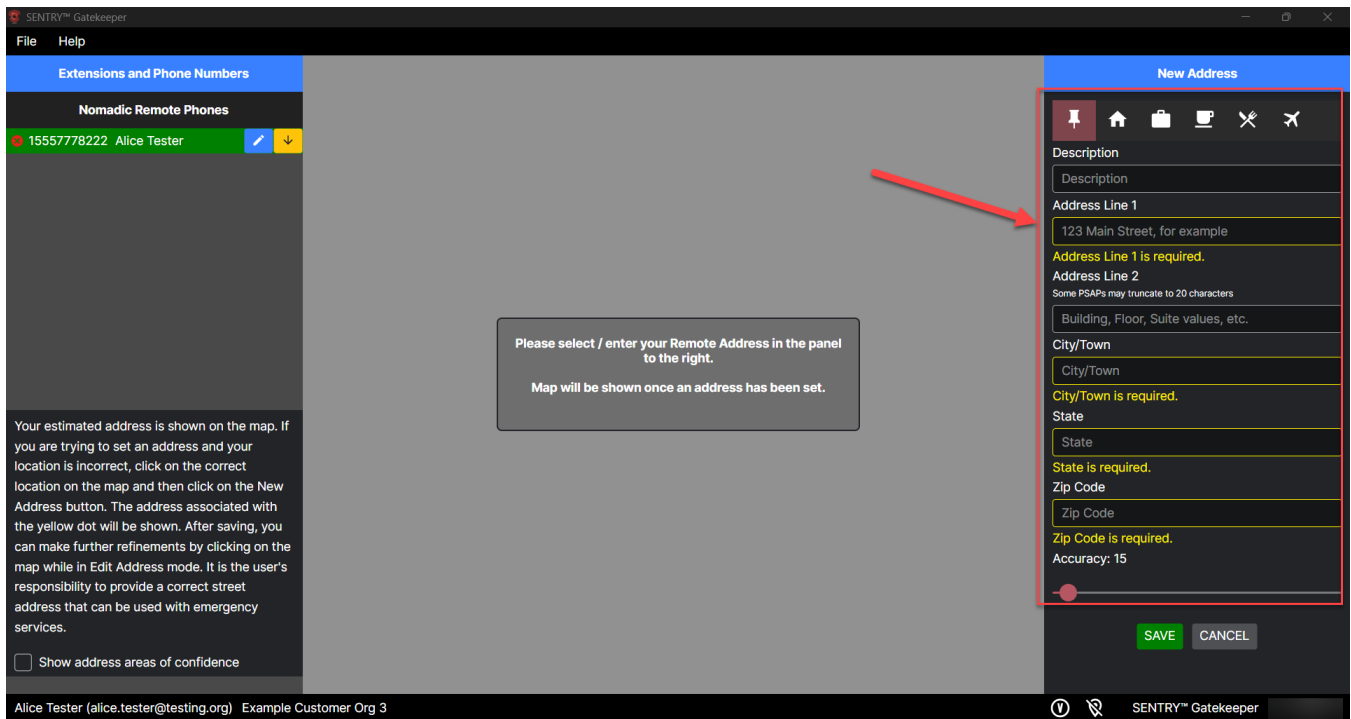 SENTRY™ Gatekeeper
File Help
Extensions and Phone Numbers
Nomadic Remote Phones
15557778222 Alice Tester
Your estimated address is shown on the map. If
you are trying to set an address and your
location is incorrect, click on the correct
location on the map and then click on the New
Address button. The address associated with
the yellow dot will be shown. After saving, you
can make further refinements by clicking on the
map while in Edit Address mode. It is the user's
responsibility to provide a correct street
address that can be used with emergency
services.
Show address areas of confidence
Please select / enter your Remote Address in the panel
to the right.
Map will be shown once an address has been set.
New Address
Description
Description
Address Line 1
123 Main Street, for example
Address Line 1 is required.
Address Line 2
Some PSAPs may truncate to 20 characters
Building, Floor, Suite values, etc.
City/Town
City/Town
City/Town is required.
State
State
State is required.
Zip Code
Zip Code
Zip Code is required.
Accuracy: 15
SAVE CANCEL
Alice Tester (alice.tester@testing.org) Example Customer Org 3
V SENTRY™ Gatekeeper